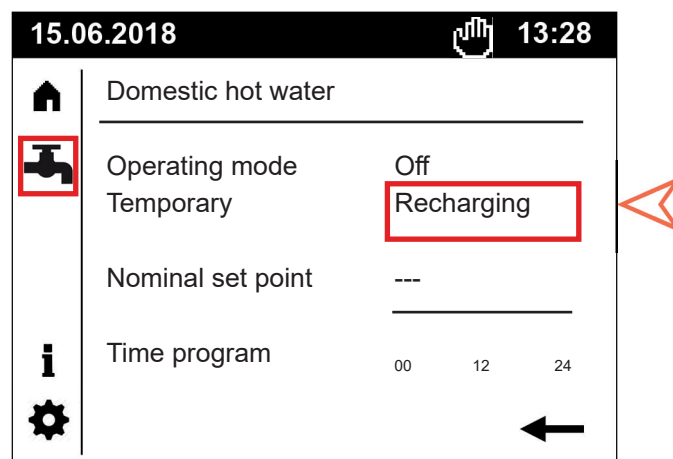 15.06.2018 13:28
Domestic hot water
Operating mode Off
Temporary Recharging
Nominal set point ---
Time program 00 12 24